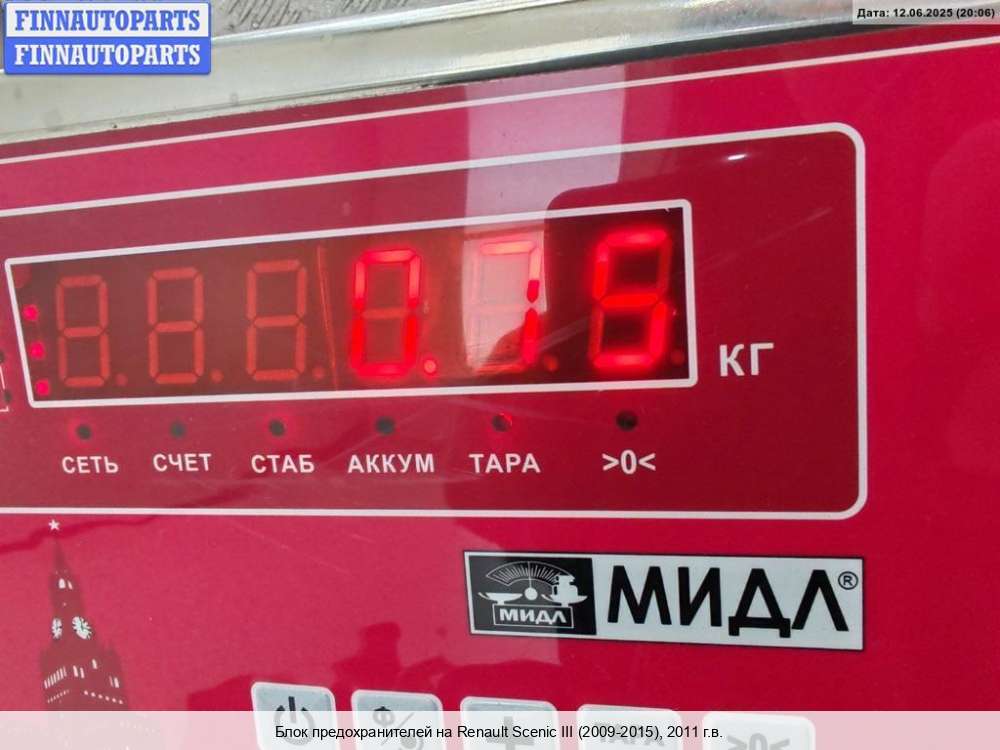 FINNAUTOPARTS
FINNAUTOPARTS
Дата: 12.06.2025 (20:06)
КГ
СЕТЬ СЧЕТ СТАБ АККУМ ТАРА >0<
МИДЛ МИДЛ®
ТАРА >0<
Блок предохранителей на Renault Scenic III (2009-2015), 2011 г.в.